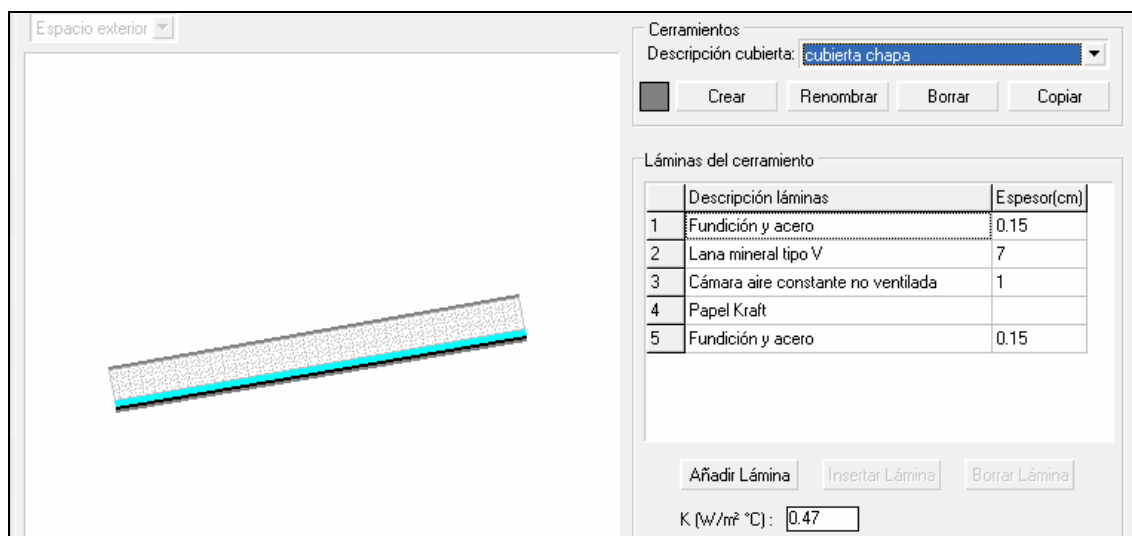 Espacio exterior
Cerramientos
Descripción cubierta: cubierta chapa
Crear Renombrar Borrar Copiar
Láminas del cerramiento
Descripción láminas Espesor(cm)
1 Fundición y acero 0.15
2 Lana mineral tipo V 7
3 Cámara aire constante no ventilada 1
4 Papel Kraft
5 Fundición y acero 0.15
Añadir Lámina Insertar Lámina Borrar Lámina
K (W/m² °C) : 0.47